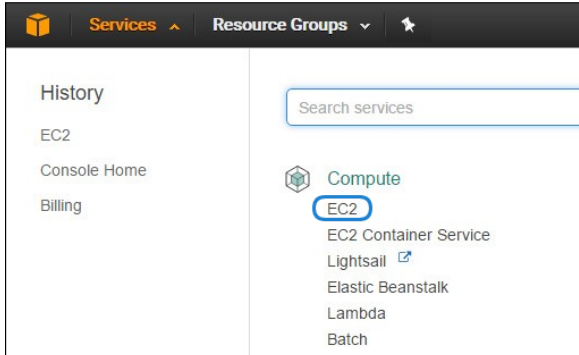 Services Resource Groups
History
EC2
Console Home
Billing
Search services
Compute
EC2
EC2 Container Service
Lightsail
Elastic Beanstalk
Lambda
Batch